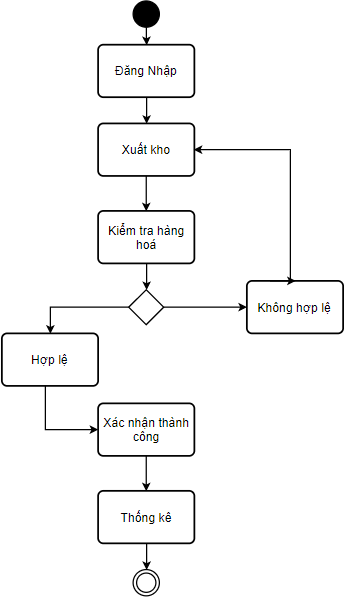 Đăng Nhập
Xuất kho
Kiểm tra hàng
hoá
Không hợp lệ
Hợp lệ
Xác nhận thành
công
Thống kê